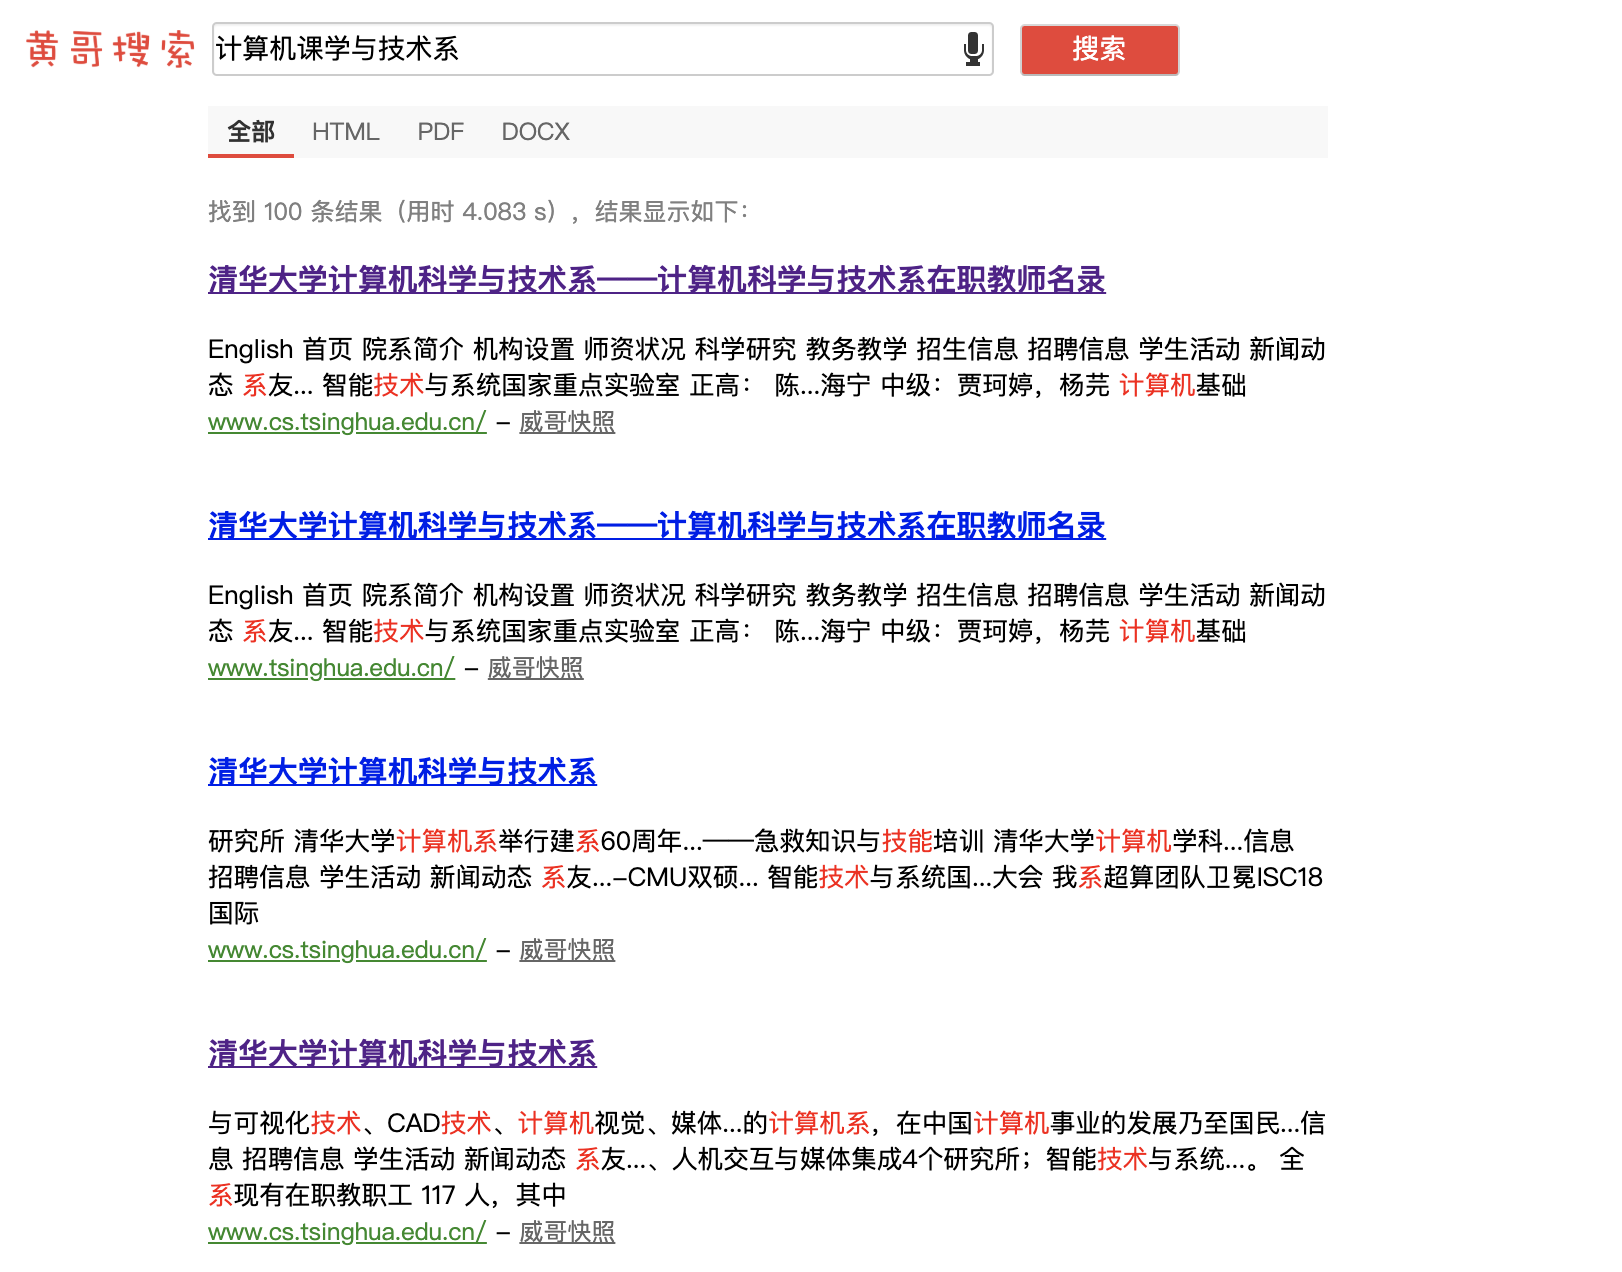 黄哥搜索 计算机课学与技术系 搜索
全部 HTML PDF DOCX
找到 100 条结果（用时 4.083 s），结果显示如下：
清华大学计算机科学与技术系——计算机科学与技术系在职教师名录
English 首页 院系简介 机构设置 师资状况 科学研究 教务教学 招生信息 招聘信息 学生活动 新闻动
态 系友... 智能技术与系统国家重点实验室 正高： 陈...海宁 中级：贾珂婷，杨芫 计算机基础
www.cs.tsinghua.edu.cn/ – 威哥快照
清华大学计算机科学与技术系——计算机科学与技术系在职教师名录
English 首页 院系简介 机构设置 师资状况 科学研究 教务教学 招生信息 招聘信息 学生活动 新闻动
态 系友... 智能技术与系统国家重点实验室 正高： 陈...海宁 中级：贾珂婷，杨芫 计算机基础
www.tsinghua.edu.cn/ – 威哥快照
清华大学计算机科学与技术系
研究所 清华大学计算机系举行建系60周年...——急救知识与技能培训 清华大学计算机学科...信息
招聘信息 学生活动 新闻动态 系友...-CMU双硕... 智能技术与系统国...大会 我系超算团队卫冕ISC18
国际
www.cs.tsinghua.edu.cn/ – 威哥快照
清华大学计算机科学与技术系
与可视化技术、CAD技术、计算机视觉、媒体...的计算机系，在中国计算机事业的发展乃至国民...信
息 招聘信息 学生活动 新闻动态 系友...、人机交互与媒体集成4个研究所；智能技术与系统...。 全
系现有在职教职工 117 人，其中
www.cs.tsinghua.edu.cn/ – 威哥快照